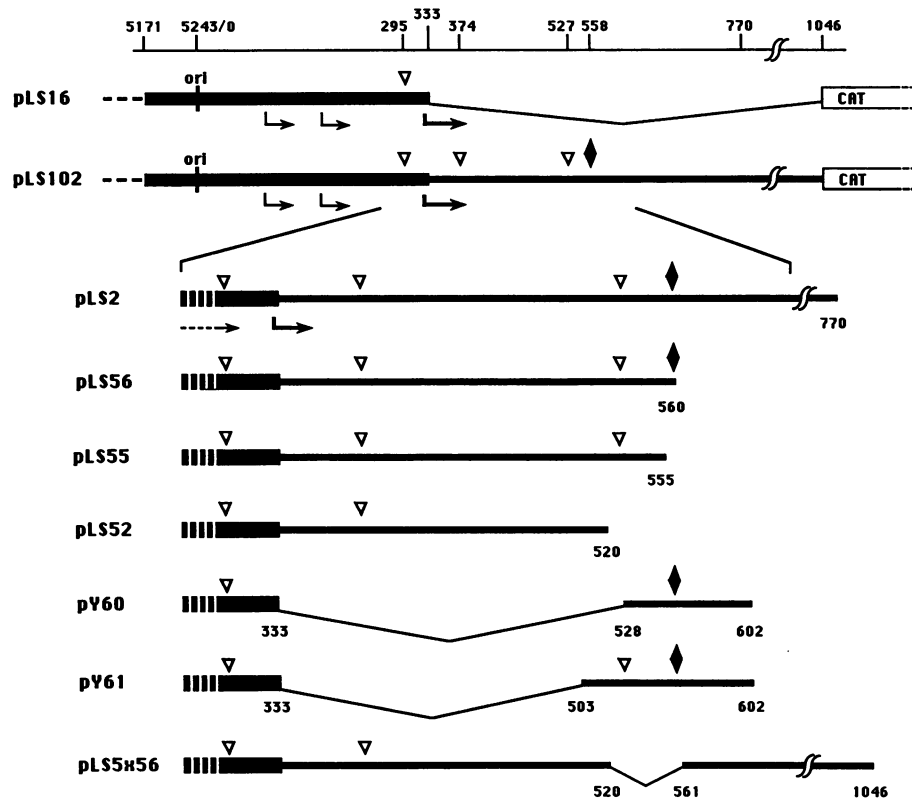 5171 5243/0 295 333 374 527 558 770 1046
ori
pLS16 CAT
ori
pLS102 CAT
pLS2
770
pLS56
560
pLS55
555
pLS52
520
pY60
333 528 602
pY61
333 503 602
pLS5x56
520 561 1046